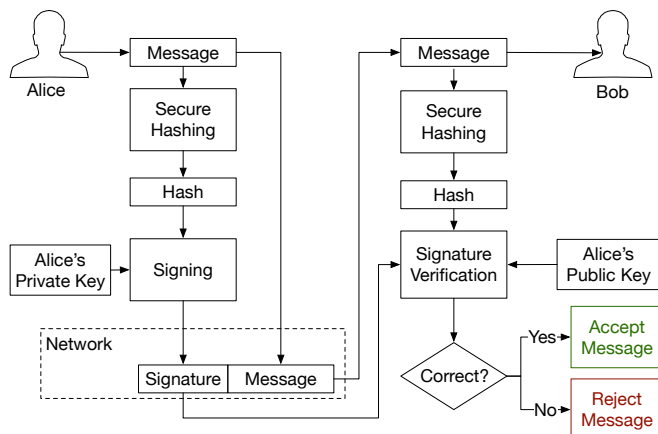 Alice
Message
Secure
Hashing
Hash
Alice's
Private Key
Signing
Network
Signature
Message
Message
Bob
Secure
Hashing
Hash
Signature
Verification
Alice's
Public Key
Correct?
Yes
Accept
Message
No
Reject
Message